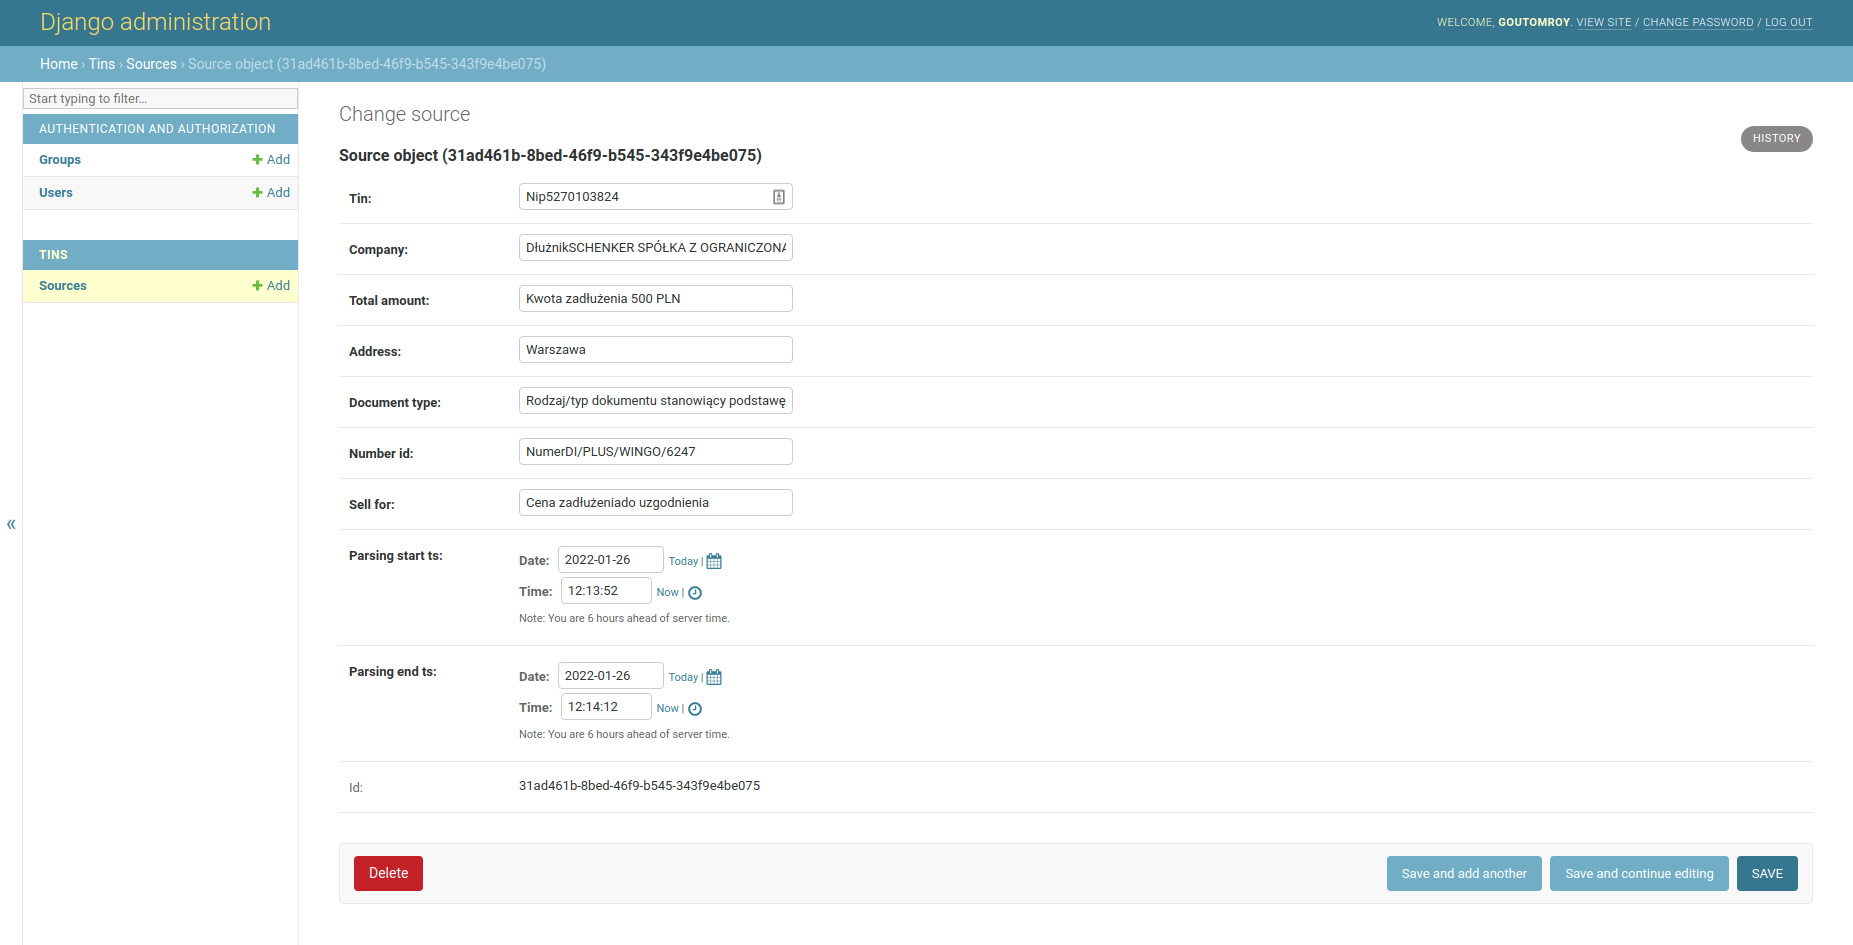 Django administration
WELCOME, GOUTOMROY. VIEW SITE / CHANGE PASSWORD / LOG OUT
Home › Tins › Sources › Source object (31ad461b-8bed-46f9-b545-343f9e4be075)
Start typing to filter...
AUTHENTICATION AND AUTHORIZATION
Groups + Add
Users + Add
TINS
Sources + Add
«
Change source
HISTORY
Source object (31ad461b-8bed-46f9-b545-343f9e4be075)
Tin: Nip5270103824
Company: DłużnikSCHENKER SPÓŁKA Z OGRANICZONA
Total amount: Kwota zadłużenia 500 PLN
Address: Warszawa
Document type: Rodzaj/typ dokumentu stanowiący podstawę
Number id: NumerDI/PLUS/WINGO/6247
Sell for: Cena zadłużeniado uzgodnienia
Parsing start ts: Date: 2022-01-26 Today |
Time: 12:13:52 Now |
Note: You are 6 hours ahead of server time.
Parsing end ts: Date: 2022-01-26 Today |
Time: 12:14:12 Now |
Note: You are 6 hours ahead of server time.
Id: 31ad461b-8bed-46f9-b545-343f9e4be075
Delete Save and add another Save and continue editing SAVE